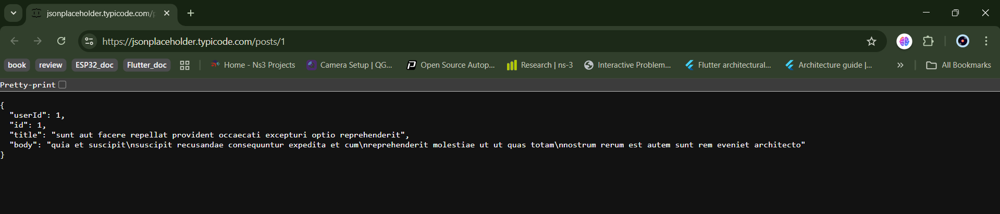 jsonplaceholder.typicode.com/
https://jsonplaceholder.typicode.com/posts/1
book review ESP32_doc Flutter_doc Home - Ns3 Projects Camera Setup | QG... Open Source Autop... Research | ns-3 Interactive Problem... Flutter architectural... Architecture guide |... All Bookmarks
Pretty-print
{
  "userId": 1,
  "id": 1,
  "title": "sunt aut facere repellat provident occaecati excepturi optio reprehenderit",
  "body": "quia et suscipit\nsuscipit recusandae consequuntur expedita et cum\nreprehenderit molestiae ut ut quas totam\nnostrum rerum est autem sunt rem eveniet architecto"
}